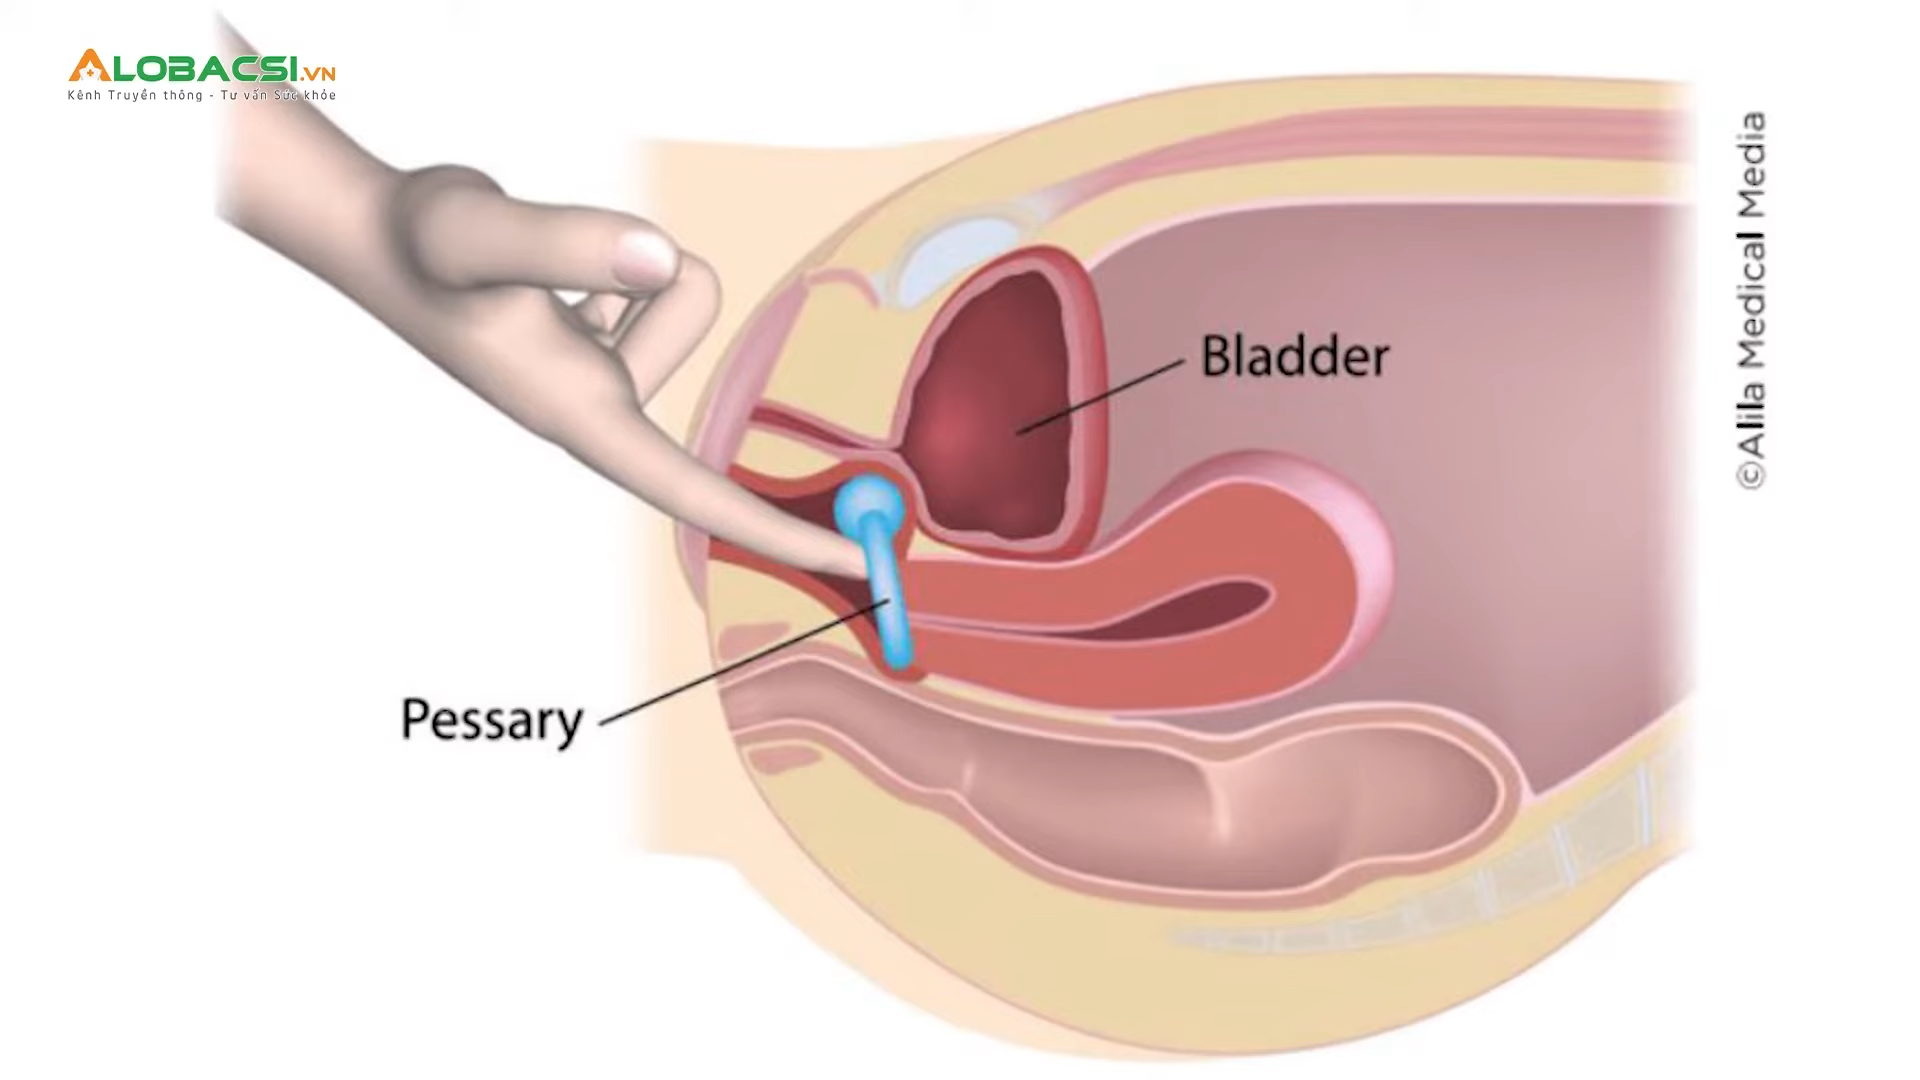 ALOBACSI.VN
Kênh Truyền thông - Tư vấn Sức khỏe
Bladder
Pessary
©Alila Medical Media